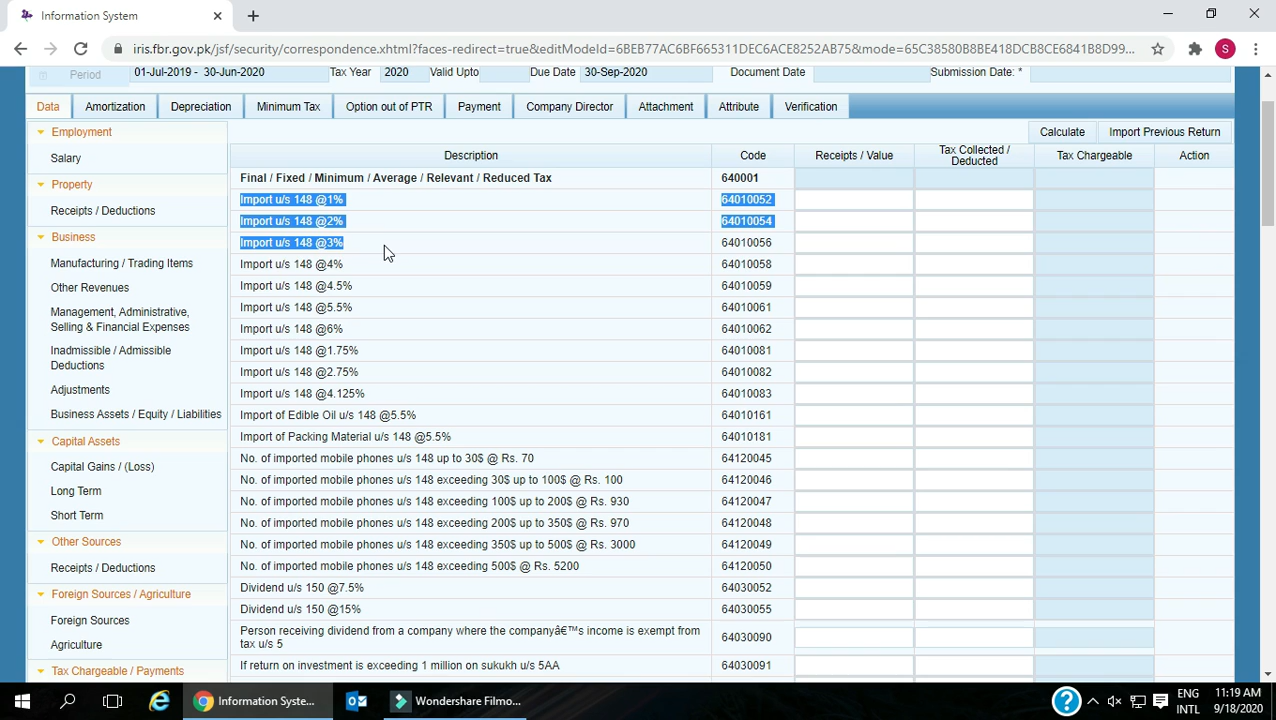 Information System
iris.fbr.gov.pk/jsf/security/correspondence.xhtml?faces-redirect=true&editModeId=6BEB77AC6BF665311DEC6ACE8252AB75&mode=65C38580B8BE418DCB8CE6841B8D99...
S
Period 01-Jul-2019 - 30-Jun-2020 Tax Year 2020 Valid Upto Due Date 30-Sep-2020 Document Date Submission Date: *
Data Amortization Depreciation Minimum Tax Option out of PTR Payment Company Director Attachment Attribute Verification
Employment
Salary
Property
Receipts / Deductions
Business
Manufacturing / Trading Items
Other Revenues
Management, Administrative,
Selling & Financial Expenses
Inadmissible / Admissible
Deductions
Adjustments
Business Assets / Equity / Liabilities
Capital Assets
Capital Gains / (Loss)
Long Term
Short Term
Other Sources
Receipts / Deductions
Foreign Sources / Agriculture
Foreign Sources
Agriculture
Tax Chargeable / Payments
Calculate Import Previous Return
Description Code Receipts / Value Tax Collected / Deducted Tax Chargeable Action
Final / Fixed / Minimum / Average / Relevant / Reduced Tax 640001
Import u/s 148 @1% 64010052
Import u/s 148 @2% 64010054
Import u/s 148 @3% 64010056
Import u/s 148 @4% 64010058
Import u/s 148 @4.5% 64010059
Import u/s 148 @5.5% 64010061
Import u/s 148 @6% 64010062
Import u/s 148 @1.75% 64010081
Import u/s 148 @2.75% 64010082
Import u/s 148 @4.125% 64010083
Import of Edible Oil u/s 148 @5.5% 64010161
Import of Packing Material u/s 148 @5.5% 64010181
No. of imported mobile phones u/s 148 up to 30$ @ Rs. 70 64120045
No. of imported mobile phones u/s 148 exceeding 30$ up to 100$ @ Rs. 100 64120046
No. of imported mobile phones u/s 148 exceeding 100$ up to 200$ @ Rs. 930 64120047
No. of imported mobile phones u/s 148 exceeding 200$ up to 350$ @ Rs. 970 64120048
No. of imported mobile phones u/s 148 exceeding 350$ up to 500$ @ Rs. 3000 64120049
No. of imported mobile phones u/s 148 exceeding 500$ @ Rs. 5200 64120050
Dividend u/s 150 @7.5% 64030052
Dividend u/s 150 @15% 64030055
Person receiving dividend from a company where the companyâ€™s income is exempt from
tax u/s 5 64030090
If return on investment is exceeding 1 million on sukukh u/s 5AA 64030091
Information Syste... Wondershare Filmo...
ENG 11:19 AM
INTL 9/18/2020